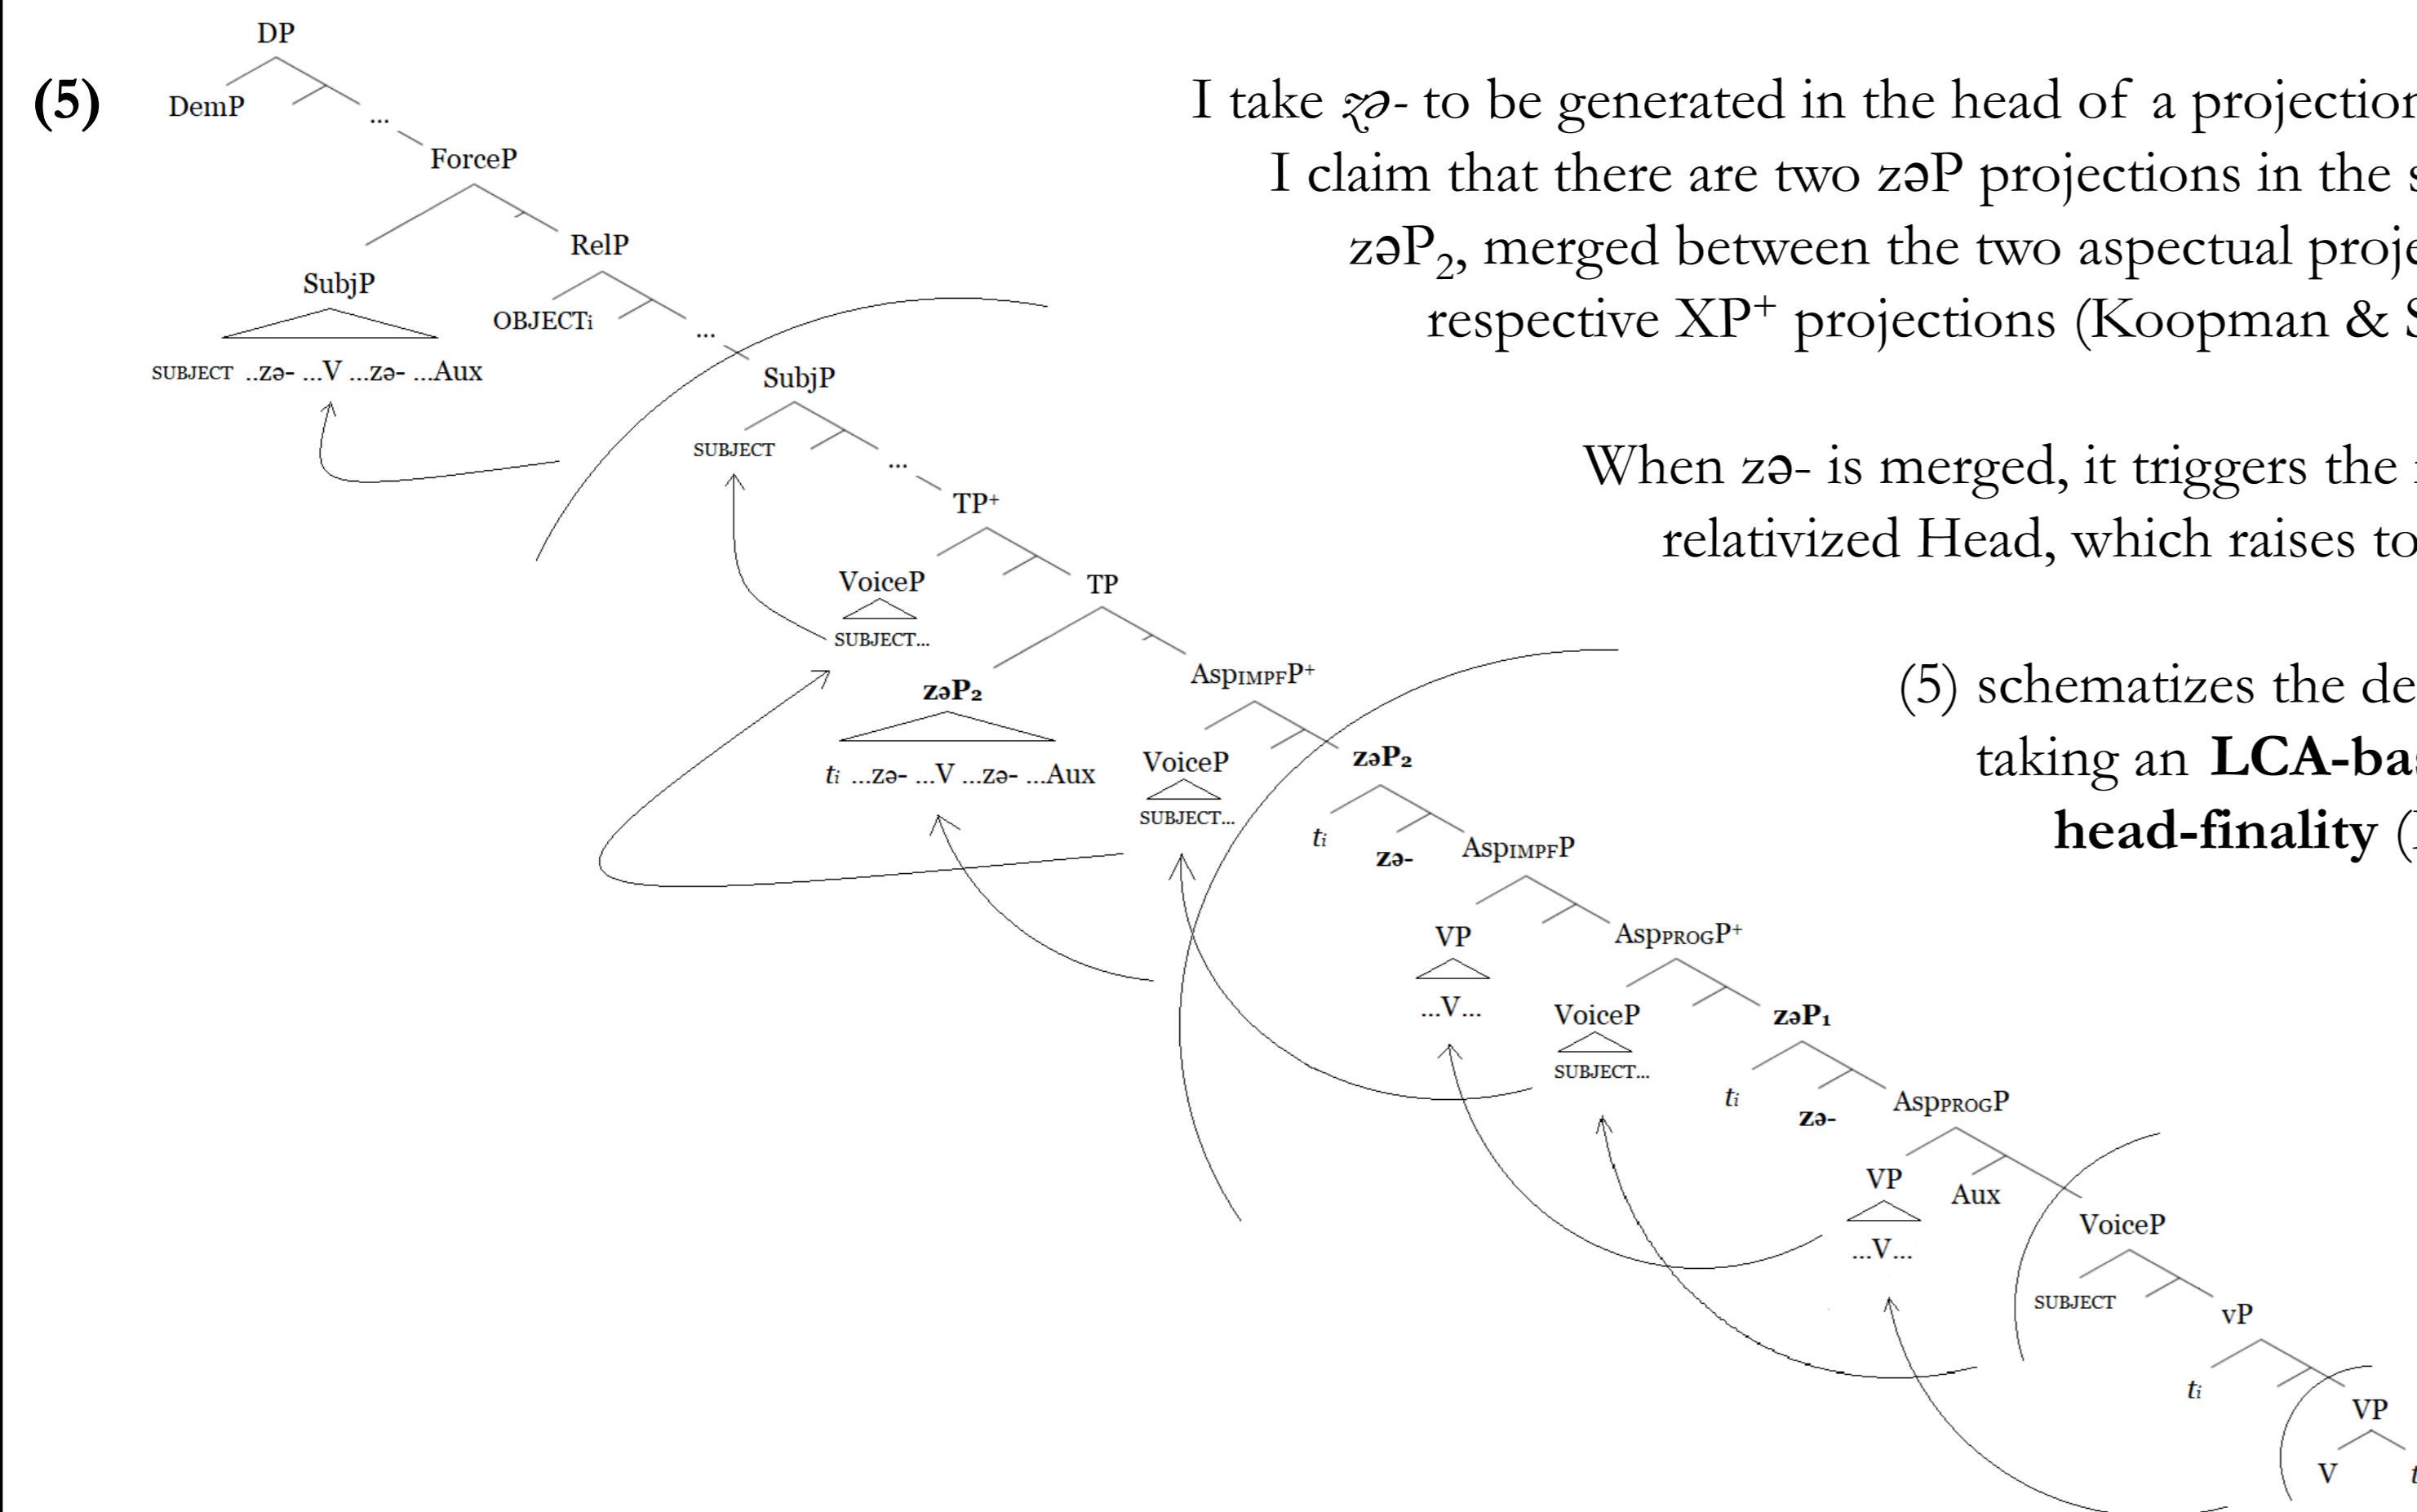 (5)
DP
DemP
...
ForceP
SubjP
RelP
SUBJECT ..zə- ...V ...zə- ...Aux
OBJECTi
...
SubjP
SUBJECT
...
TP+
VoiceP
SUBJECT...
TP
zəP₂
ti ...zə- ...V ...zə- ...Aux
AspIMPFP+
VoiceP
SUBJECT...
zəP₂
ti
zə-
AspIMPFP
VP
...V...
AspPROGP+
VoiceP
SUBJECT...
zəP₁
ti
zə-
AspPROGP
VP
...V...
Aux
VoiceP
SUBJECT
vP
ti
VP
V
I take zə- to be generated in the head of a projection
I claim that there are two zəP projections in the
zəP₂, merged between the two aspectual
respective XP⁺ projections (Koopman &
When zə- is merged, it triggers the
relativized Head, which raises to
(5) schematizes the
taking an
head-finality